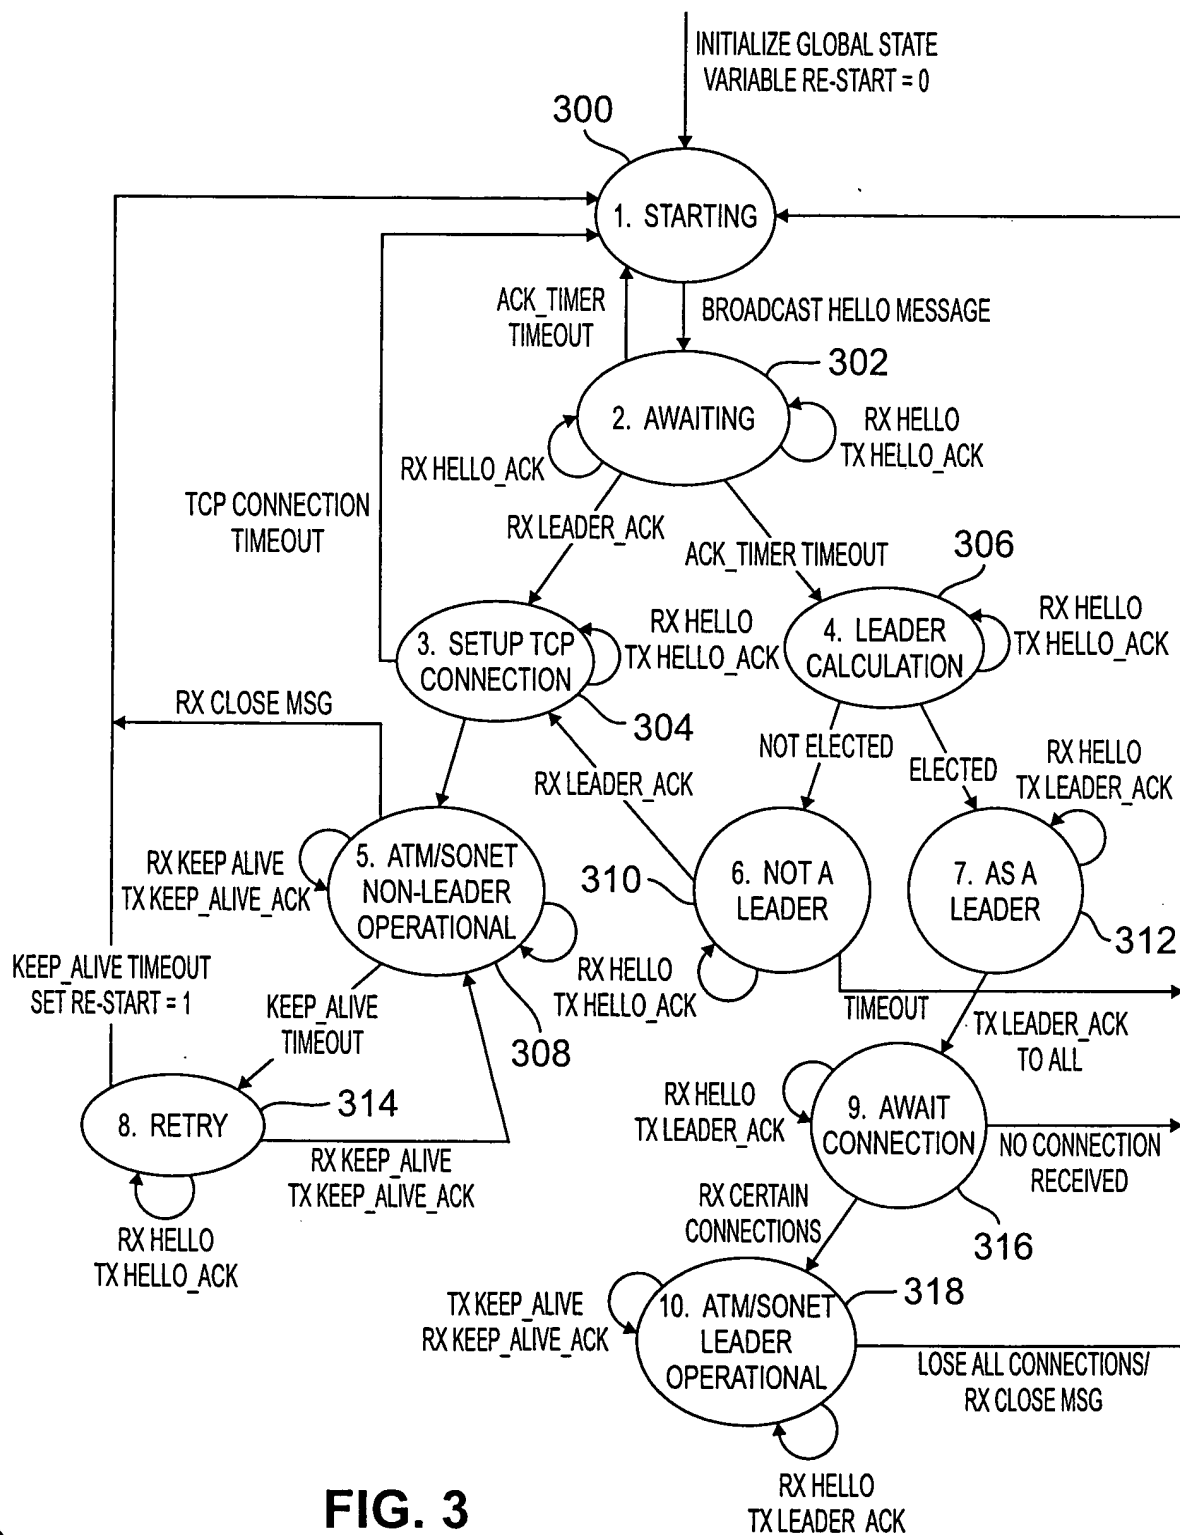 INITIALIZE GLOBAL STATE
VARIABLE RE-START = 0
300
1. STARTING
ACK_TIMER
TIMEOUT
BROADCAST HELLO MESSAGE
302
2. AWAITING
RX HELLO
TX HELLO_ACK
RX HELLO_ACK
TCP CONNECTION
TIMEOUT
RX LEADER_ACK
ACK_TIMER TIMEOUT
306
3. SETUP TCP
CONNECTION
RX HELLO
TX HELLO_ACK
4. LEADER
CALCULATION
RX HELLO
TX HELLO_ACK
RX CLOSE MSG
304
NOT ELECTED
ELECTED
RX HELLO
TX LEADER_ACK
RX LEADER_ACK
RX KEEP ALIVE
TX KEEP_ALIVE_ACK
5. ATM/SONET
NON-LEADER
OPERATIONAL
310
6. NOT A
LEADER
7. AS A
LEADER
312
KEEP_ALIVE TIMEOUT
SET RE-START = 1
KEEP_ALIVE
TIMEOUT
RX HELLO
TX HELLO_ACK
308
TIMEOUT
TX LEADER_ACK
TO ALL
8. RETRY
314
RX HELLO
TX LEADER_ACK
9. AWAIT
CONNECTION
NO CONNECTION
RECEIVED
RX KEEP_ALIVE
TX KEEP_ALIVE_ACK
RX CERTAIN
CONNECTIONS
316
RX HELLO
TX HELLO_ACK
318
TX KEEP_ALIVE
RX KEEP_ALIVE_ACK
10. ATM/SONET
LEADER
OPERATIONAL
LOSE ALL CONNECTIONS/
RX CLOSE MSG
RX HELLO
TX LEADER ACK
FIG. 3